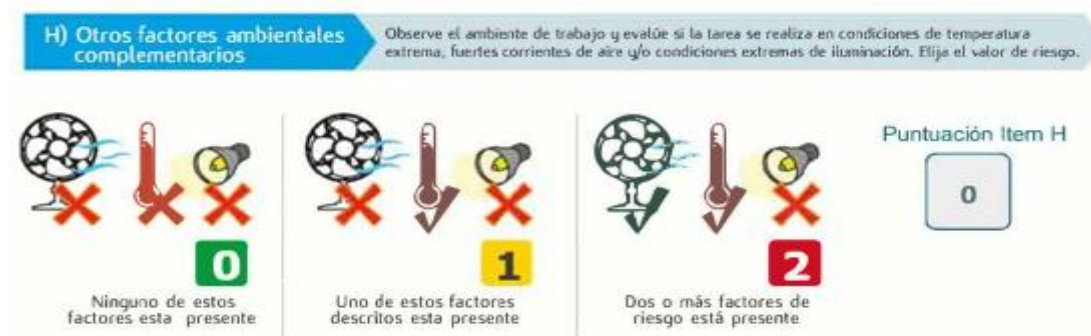 H) Otros factores ambientales
complementarios
Observe el ambiente de trabajo y evalúe si la tarea se realiza en condiciones de temperatura
extrema, fuertes corrientes de aire y/o condiciones extremas de iluminación. Elija el valor de riesgo.
0
Ninguno de estos
factores esta presente
1
Uno de estos factores
descritos esta presente
2
Dos o más factores de
riesgo está presente
Puntuación Item H
0